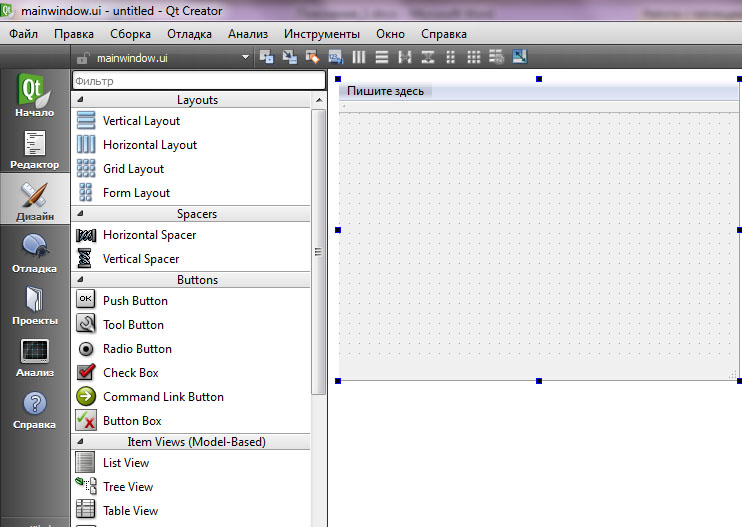 mainwindow.ui - untitled - Qt Creator
Файл Правка Сборка Отладка Анализ Инструменты Окно Справка
mainwindow.ui
Qt
Начало
Редактор
Дизайн
Отладка
Проекты
Анализ
Справка
Фильтр
Layouts
Vertical Layout
Horizontal Layout
Grid Layout
Form Layout
Spacers
Horizontal Spacer
Vertical Spacer
Buttons
OK Push Button
Tool Button
Radio Button
Check Box
Command Link Button
Button Box
Item Views (Model-Based)
List View
Tree View
Table View
Пишите здесь